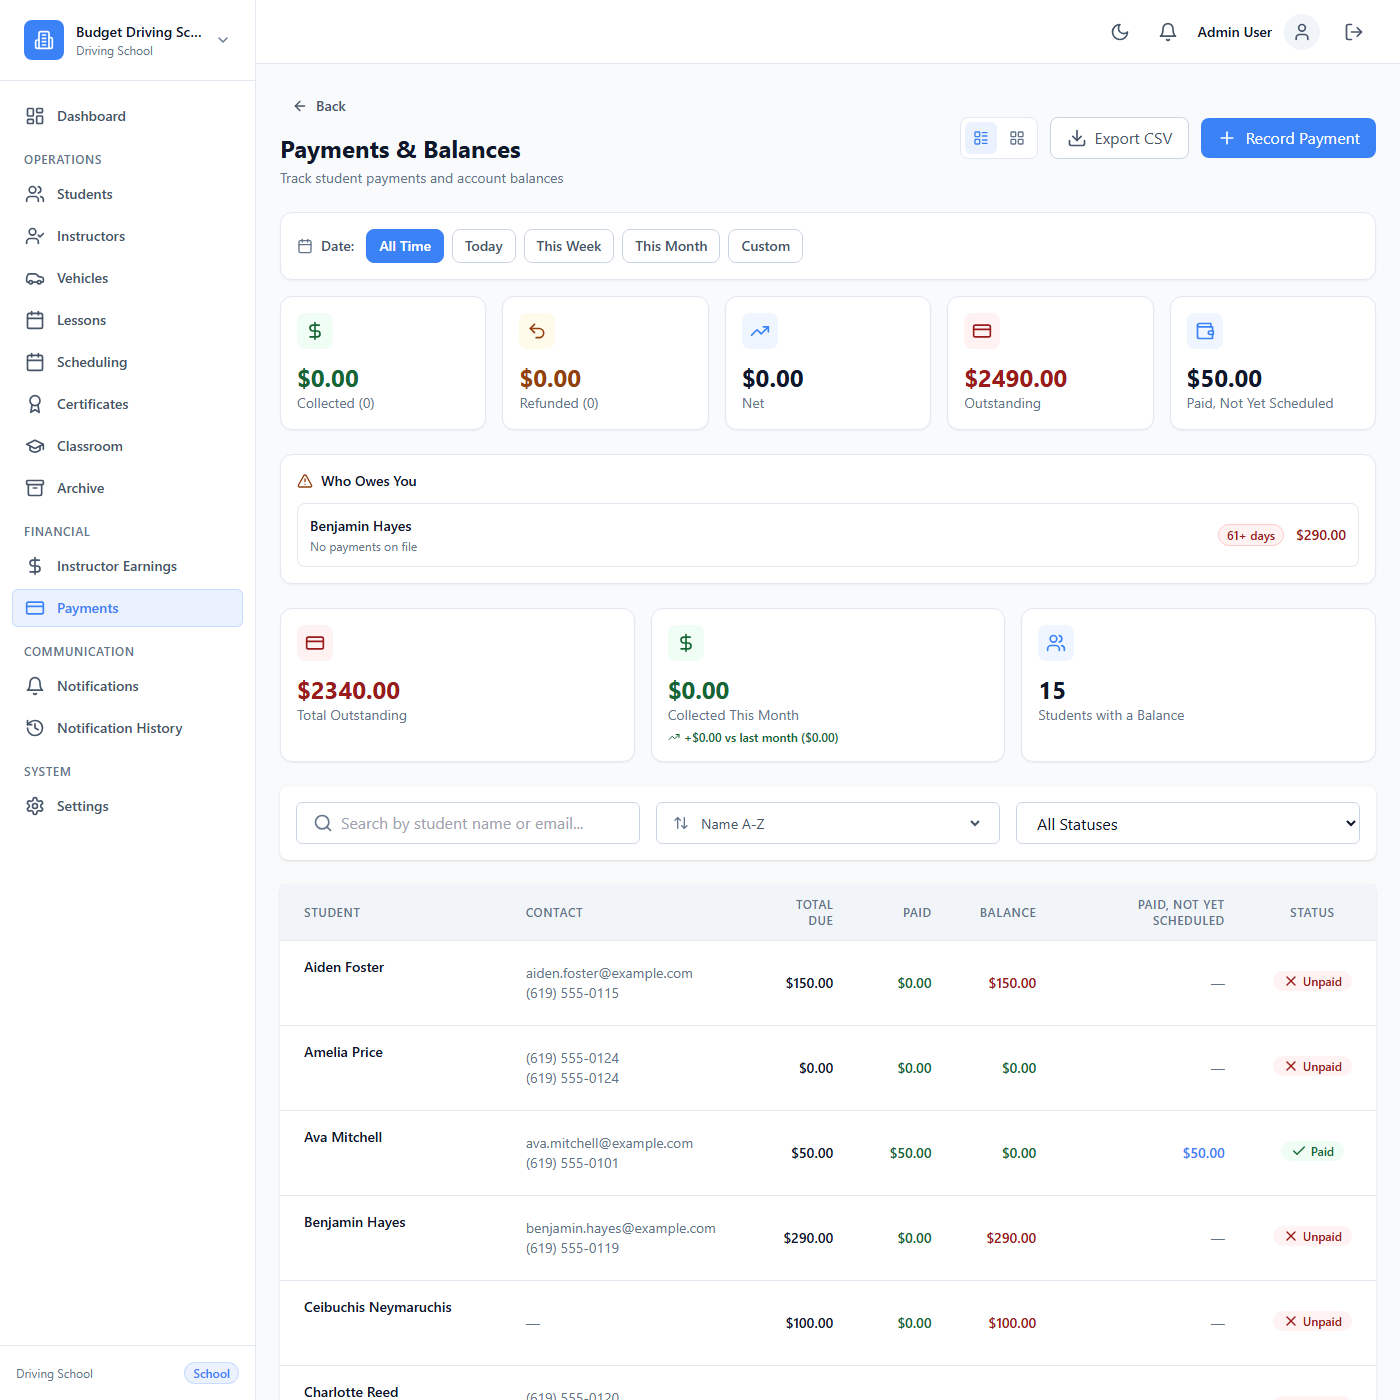 Budget Driving Sc...
Driving School
Admin User
Dashboard
OPERATIONS
Students
Instructors
Vehicles
Lessons
Scheduling
Certificates
Classroom
Archive
FINANCIAL
Instructor Earnings
Payments
COMMUNICATION
Notifications
Notification History
SYSTEM
Settings
Driving School
School
Back
Payments & Balances
Track student payments and account balances
Export CSV
Record Payment
Date:
All Time
Today
This Week
This Month
Custom
$0.00
Collected (0)
$0.00
Refunded (0)
$0.00
Net
$2490.00
Outstanding
$50.00
Paid, Not Yet Scheduled
Who Owes You
Benjamin Hayes
No payments on file
61+ days
$290.00
$2340.00
Total Outstanding
$0.00
Collected This Month
+$0.00 vs last month ($0.00)
15
Students with a Balance
Search by student name or email...
Name A-Z
All Statuses
STUDENT
CONTACT
TOTAL
DUE
PAID
BALANCE
PAID, NOT YET
SCHEDULED
STATUS
Aiden Foster
aiden.foster@example.com
(619) 555-0115
$150.00
$0.00
$150.00
—
Unpaid
Amelia Price
(619) 555-0124
(619) 555-0124
$0.00
$0.00
$0.00
—
Unpaid
Ava Mitchell
ava.mitchell@example.com
(619) 555-0101
$50.00
$50.00
$0.00
$50.00
Paid
Benjamin Hayes
benjamin.hayes@example.com
(619) 555-0119
$290.00
$0.00
$290.00
—
Unpaid
Ceibuchis Neymaruchis
—
$100.00
$0.00
$100.00
—
Unpaid
Charlotte Reed
(619) 555-0120